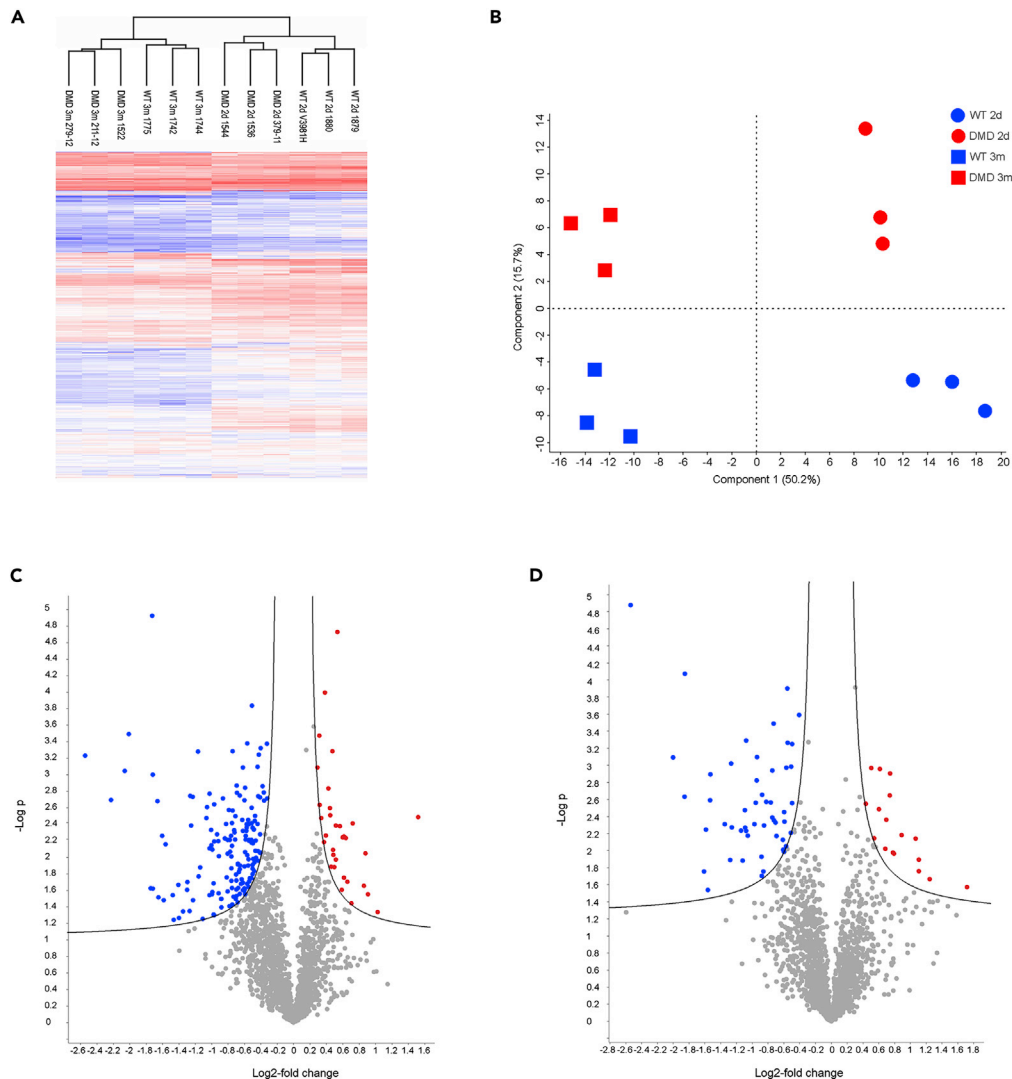 A
DMD 3m 279-12
DMD 3m 211-12
DMD 3m 1522
WT 3m 1775
WT 3m 1742
WT 3m 1744
DMD 2d 1544
DMD 2d 1536
DMD 2d 379-11
WT 2d V3981H
WT 2d 1880
WT 2d 1879
B
14
12
10
8
6
4
2
0
-2
-4
-6
-8
-10
Component 2 (15.7%)
-16 -14 -12 -10 -8 -6 -4 -2 0 2 4 6 8 10 12 14 16 18 20
Component 1 (50.2%)
WT 2d
DMD 2d
WT 3m
DMD 3m
C
5
4.8
4.6
4.4
4.2
4
3.8
3.6
3.4
3.2
3
2.8
2.6
2.4
2.2
2
1.8
1.6
1.4
1.2
1
0.8
0.6
0.4
0.2
0
-Log p
-2.6 -2.4 -2.2 -2 -1.8 -1.6 -1.4 -1.2 -1 -0.8 -0.6 -0.4 -0.2 0 0.2 0.4 0.6 0.8 1 1.2 1.4 1.6
Log2-fold change
D
5
4.8
4.6
4.4
4.2
4
3.8
3.6
3.4
3.2
3
2.8
2.6
2.4
2.2
2
1.8
1.6
1.4
1.2
1
0.8
0.6
0.4
0.2
0
-Log p
-2.8 -2.6 -2.4 -2.2 -2 -1.8 -1.6 -1.4 -1.2 -1 -0.8 -0.6 -0.4 -0.2 0 0.2 0.4 0.6 0.8 1 1.2 1.4 1.6 1.8
Log2-fold change